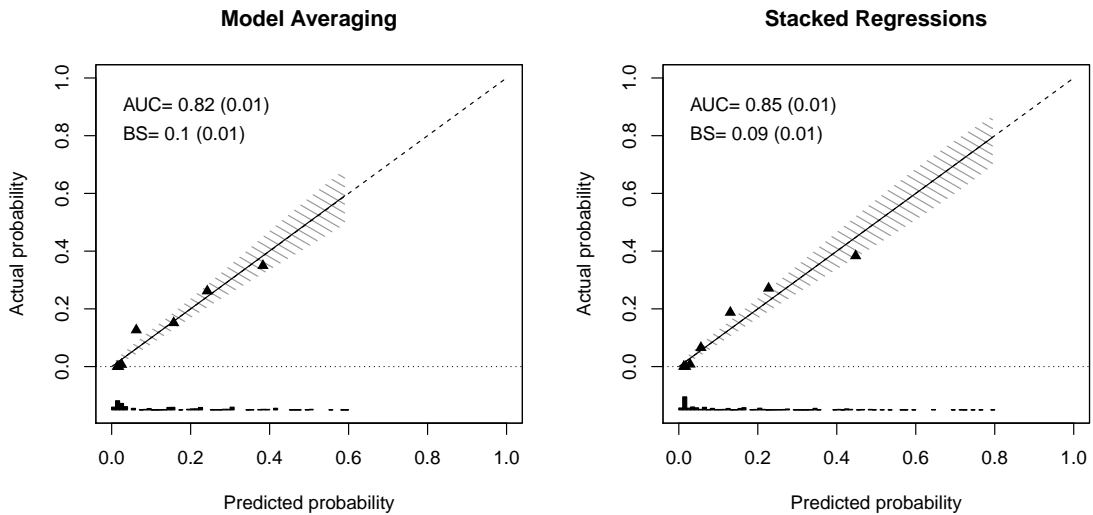 Model Averaging
AUC= 0.82 (0.01)
BS= 0.1 (0.01)
Actual probability
1.0
0.8
0.6
0.4
0.2
0.0
0.0 0.2 0.4 0.6 0.8 1.0
Predicted probability
Stacked Regressions
AUC= 0.85 (0.01)
BS= 0.09 (0.01)
Actual probability
1.0
0.8
0.6
0.4
0.2
0.0
0.0 0.2 0.4 0.6 0.8 1.0
Predicted probability